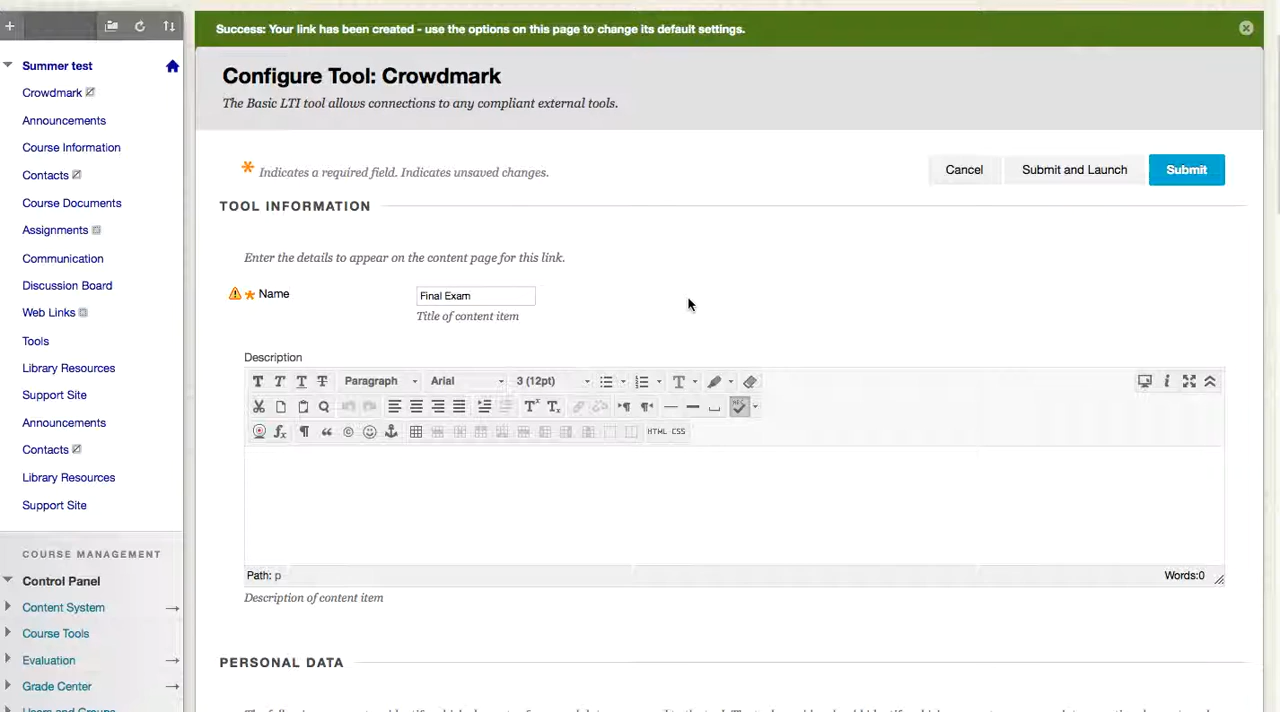 Success: Your link has been created - use the options on this page to change its default settings.
Summer test
Crowdmark
Announcements
Course Information
Contacts
Course Documents
Assignments
Communication
Discussion Board
Web Links
Tools
Library Resources
Support Site
Announcements
Contacts
Library Resources
Support Site
COURSE MANAGEMENT
Control Panel
Content System
Course Tools
Evaluation
Grade Center
Users and Groups
Configure Tool: Crowdmark
The Basic LTI tool allows connections to any compliant external tools.
* Indicates a required field. Indicates unsaved changes.
Cancel Submit and Launch Submit
TOOL INFORMATION
Enter the details to appear on the content page for this link.
* Name Final Exam
Title of content item
Description
T T T T Paragraph Arial 3 (12pt) T
ABC
HTML CSS
Path: p Words:0
Description of content item
PERSONAL DATA